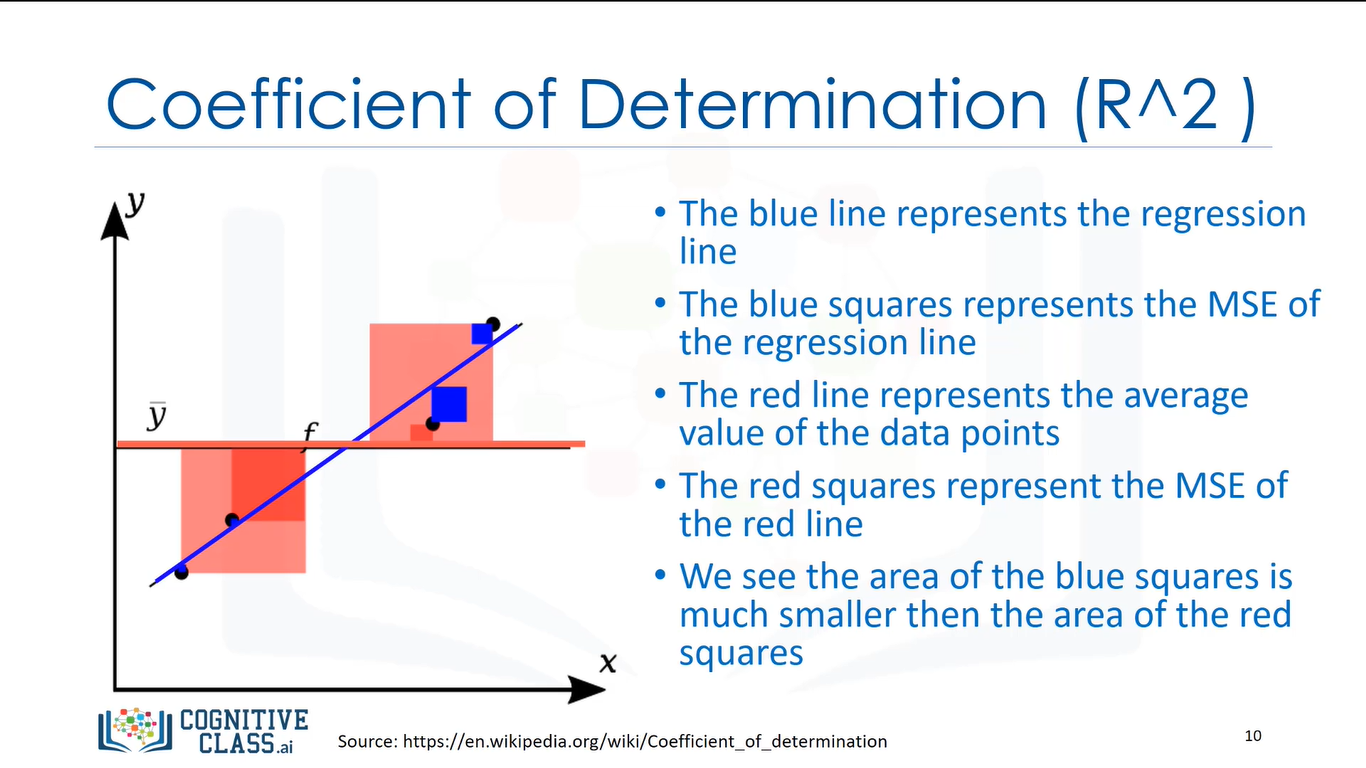 Coefficient of Determination (R^2 )
y
y̅
f
x
• The blue line represents the regression
line
• The blue squares represents the MSE of
the regression line
• The red line represents the average
value of the data points
• The red squares represent the MSE of
the red line
• We see the area of the blue squares is
much smaller then the area of the red
squares
COGNITIVE
CLASS.ai
Source: https://en.wikipedia.org/wiki/Coefficient_of_determination
10